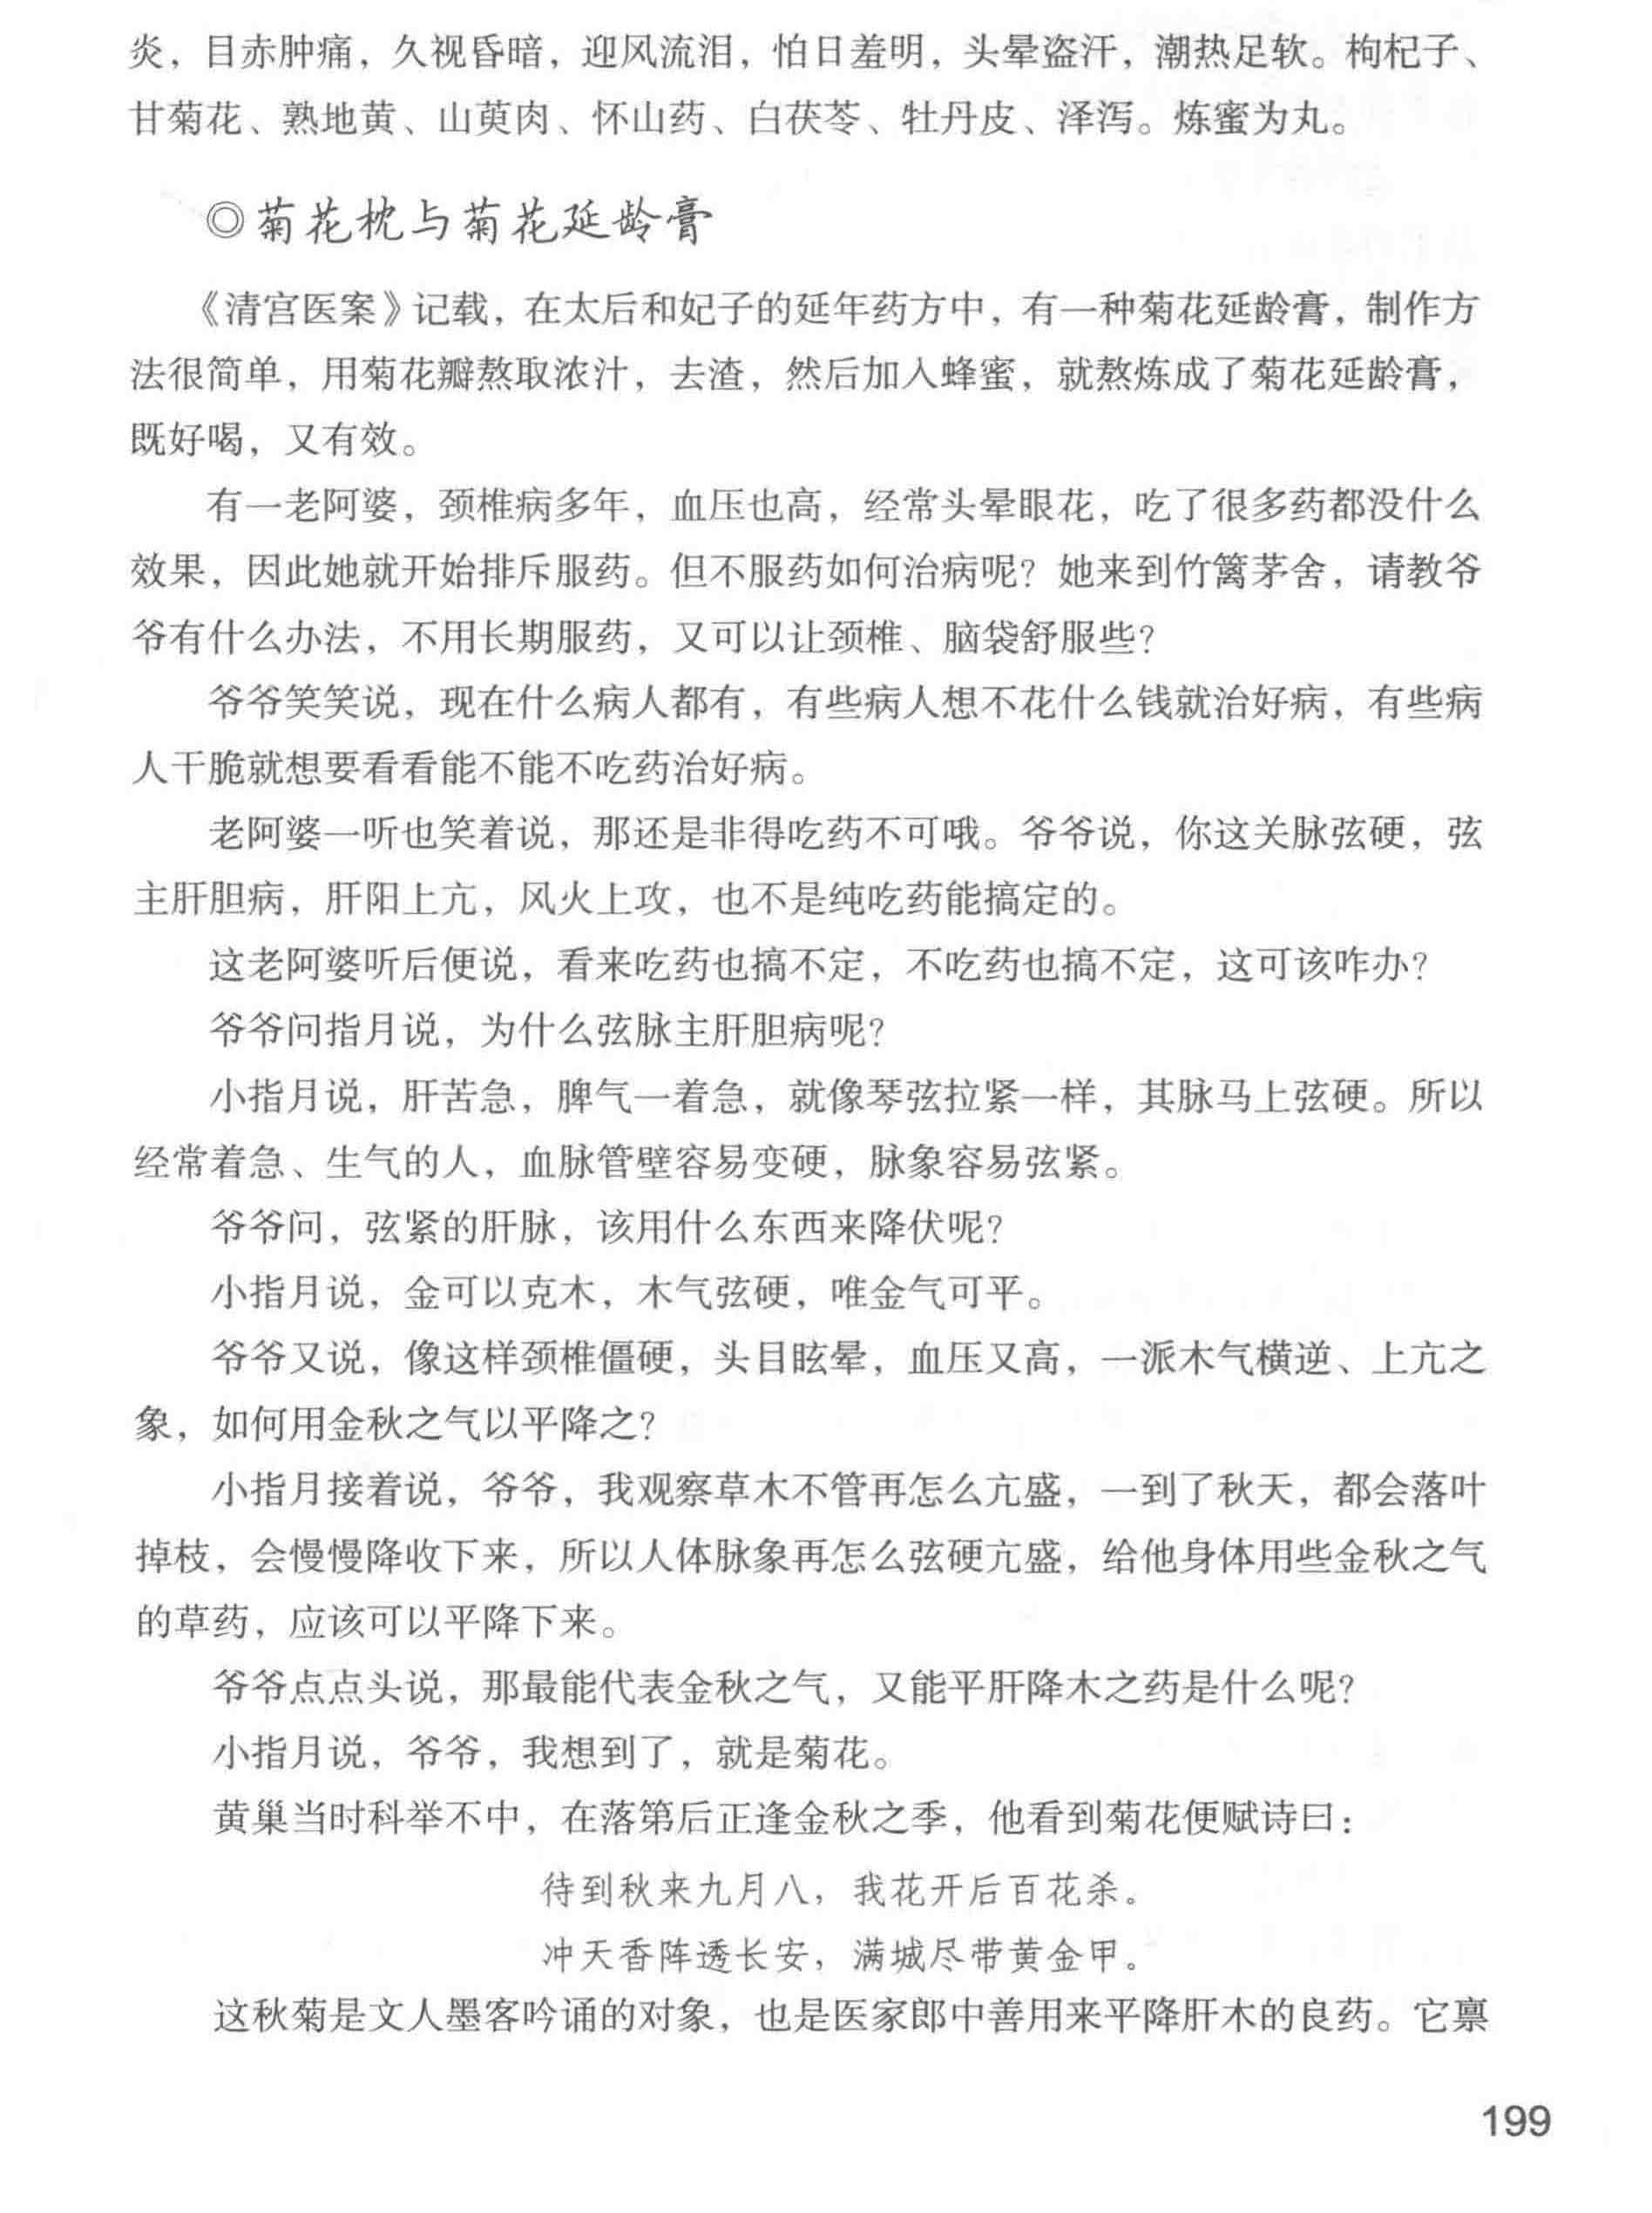 炎，目赤肿痛，久视昏暗，迎风流泪，怕日羞明，头晕盗汗，潮热足软。枸杞子、
甘菊花、熟地黄、山萸肉、怀山药、白茯苓、牡丹皮、泽泻。炼蜜为丸。
◎菊花枕与菊花延龄膏
《清宫医案》记载，在太后和妃子的延年药方中，有一种菊花延龄膏，制作方
法很简单，用菊花瓣熬取浓汁，去渣，然后加入蜂蜜，就熬炼成了菊花延龄膏，
既好喝，又有效。
有一老阿婆，颈椎病多年，血压也高，经常头晕眼花，吃了很多药都没什么
效果，因此她就开始排斥服药。但不服药如何治病呢？她来到竹篱茅舍，请教爷
爷有什么办法，不用长期服药，又可以让颈椎、脑袋舒服些？
爷爷笑笑说，现在什么病人都有，有些病人想不花什么钱就治好病，有些病
人干脆就想要看看能不能不吃药治好病。
老阿婆一听也笑着说，那还是非得吃药不可哦。爷爷说，你这关脉弦硬，弦
主肝胆病，肝阳上亢，风火上攻，也不是纯吃药能搞定的。
这老阿婆听后便说，看来吃药也搞不定，不吃药也搞不定，这可该咋办？
爷爷问指月说，为什么弦脉主肝胆病呢？
小指月说，肝苦急，脾气一着急，就像琴弦拉紧一样，其脉马上弦硬。所以
经常着急、生气的人，血脉管壁容易变硬，脉象容易弦紧。
爷爷问，弦紧的肝脉，该用什么东西来降伏呢？
小指月说，金可以克木，木气弦硬，唯金气可平。
爷爷又说，像这样颈椎僵硬，头目眩晕，血压又高，一派木气横逆、上亢之
象，如何用金秋之气以平降之？
小指月接着说，爷爷，我观察草木不管再怎么亢盛，一到了秋天，都会落叶
掉枝，会慢慢降收下来，所以人体脉象再怎么弦硬亢盛，给他身体用些金秋之气
的草药，应该可以平降下来。
爷爷点点头说，那最能代表金秋之气，又能平肝降木之药是什么呢？
小指月说，爷爷，我想到了，就是菊花。
黄巢当时科举不中，在落第后正逢金秋之季，他看到菊花便赋诗曰：
待到秋来九月八，我花开后百花杀。
冲天香阵透长安，满城尽带黄金甲。
这秋菊是文人墨客吟诵的对象，也是医家郎中善用来平降肝木的良药。它禀
199